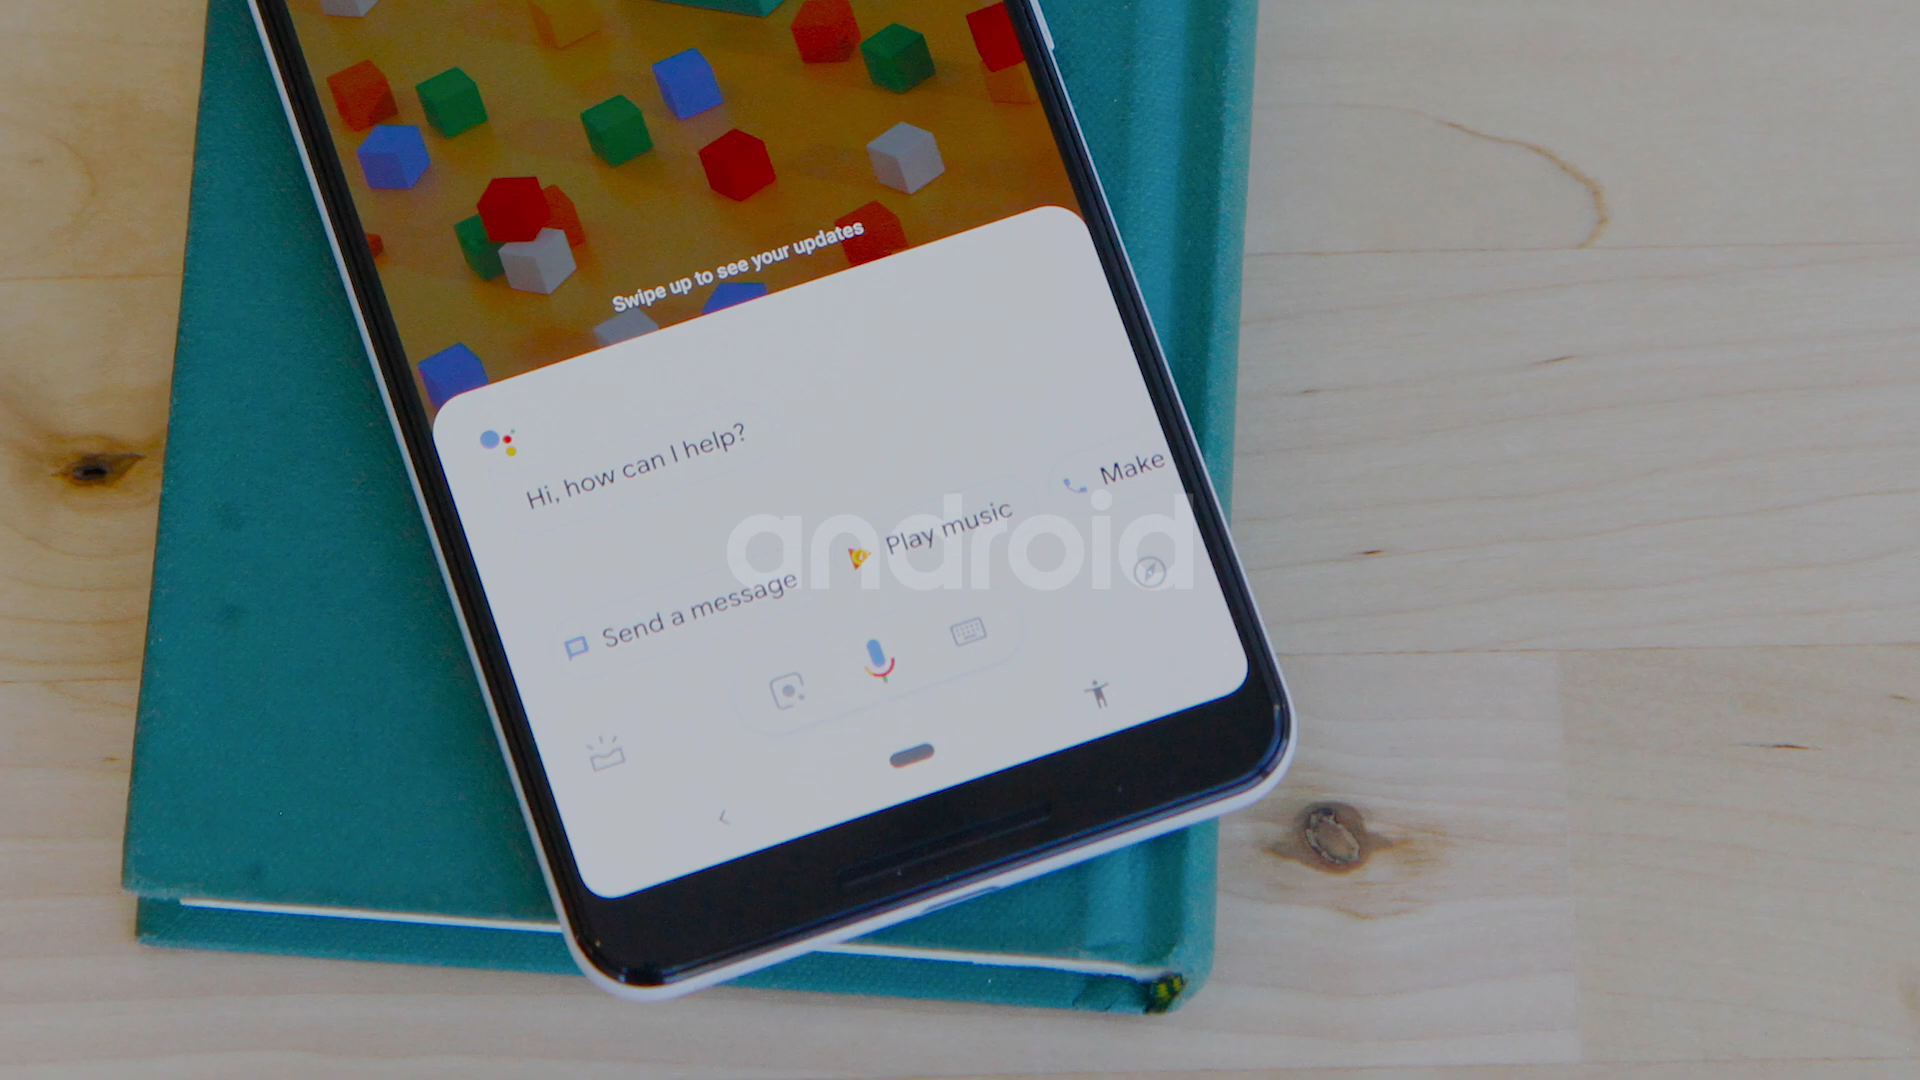 Swipe up to see your updates
Hi, how can I help?
Make
Play music
Send a message
android